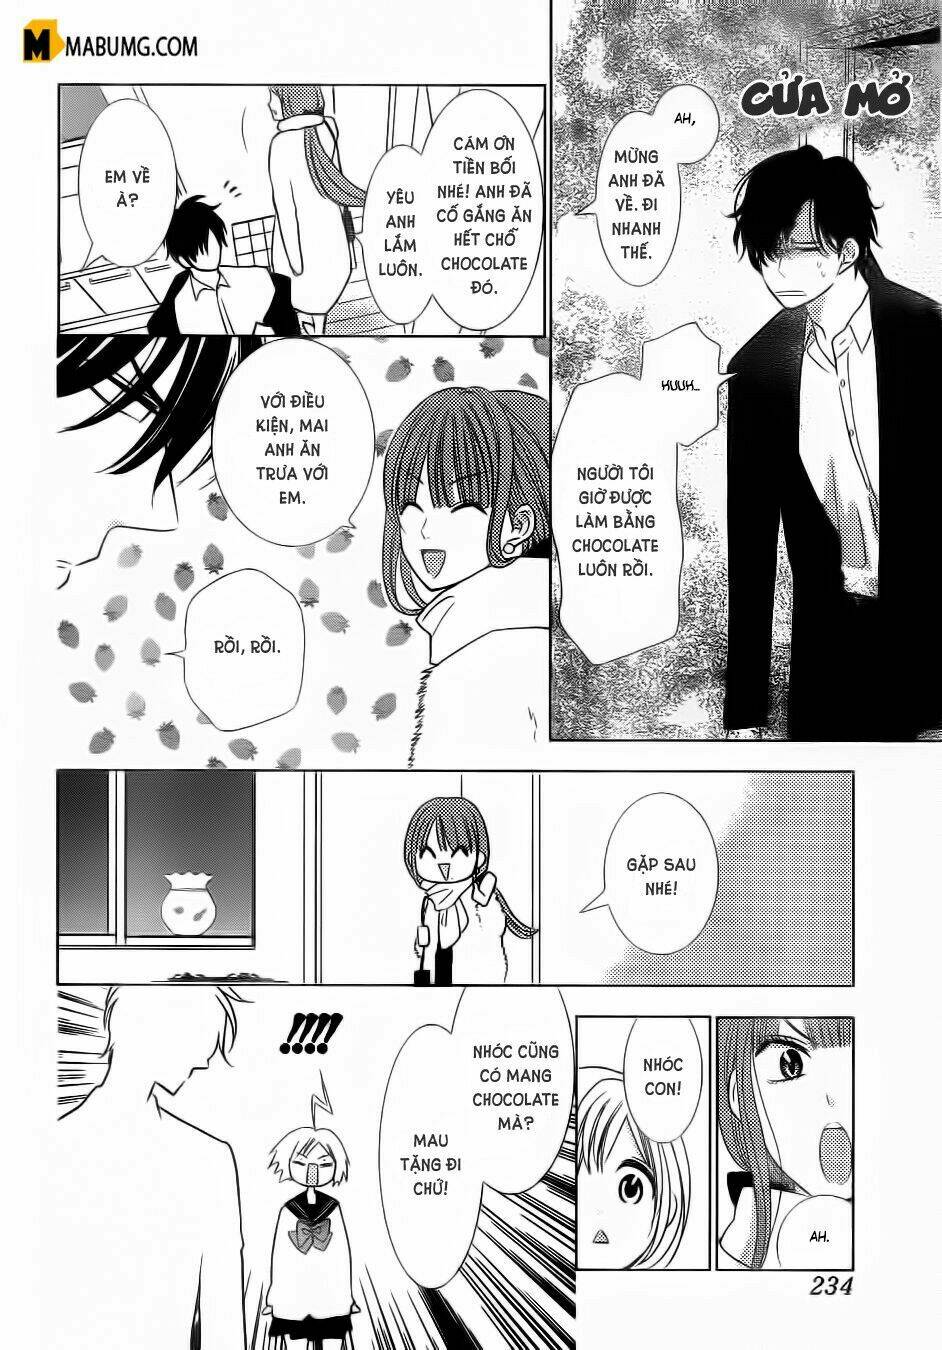 MABUMG.COM
CỬA MỞ
AH,
MỪNG
ANH ĐÃ
VỀ. ĐI
NHANH
THẾ.
HUUH...
NGƯỜI TÔI
GIỜ ĐƯỢC
LÀM BẰNG
CHOCOLATE
LUÔN RỒI.
CÁM ƠN
TIỀN BỐI
NHÉ! ANH ĐÃ
CỐ GẮNG ĂN
HẾT CHỖ
CHOCOLATE
ĐÓ.
YÊU
ANH
LẮM
LUÔN.
EM VỀ
À?
VỚI ĐIỀU
KIỆN, MAI
ANH ĂN
TRƯA VỚI
EM.
RỒI, RỒI.
GẶP SAU
NHÉ!
AH.
NHÓC
CON!
NHÓC CŨNG
CÓ MANG
CHOCOLATE
MÀ?
MAU
TẶNG ĐI
CHỨ!
!!!!
234